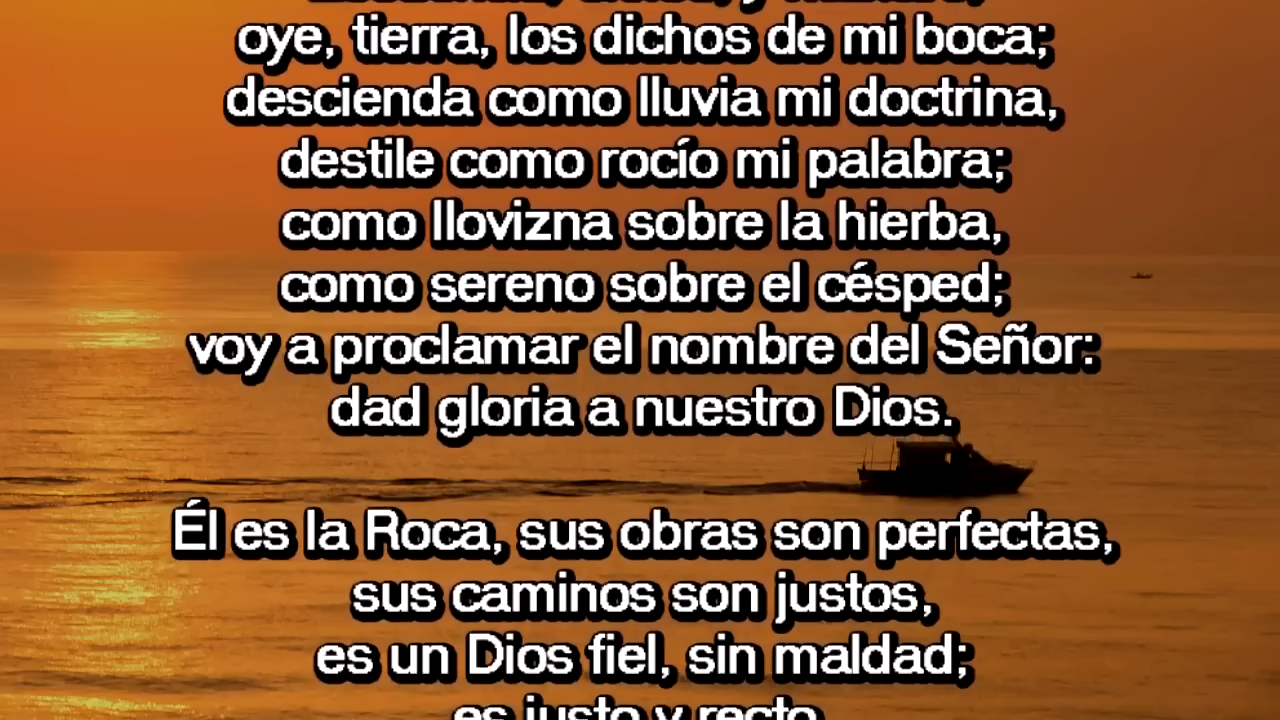 oye, tierra, los dichos de mi boca;
descienda como lluvia mi doctrina,
destile como rocío mi palabra;
como llovizna sobre la hierba,
como sereno sobre el césped;
voy a proclamar el nombre del Señor:
dad gloria a nuestro Dios.
Él es la Roca, sus obras son perfectas,
sus caminos son justos,
es un Dios fiel, sin maldad;
es justo y recto.